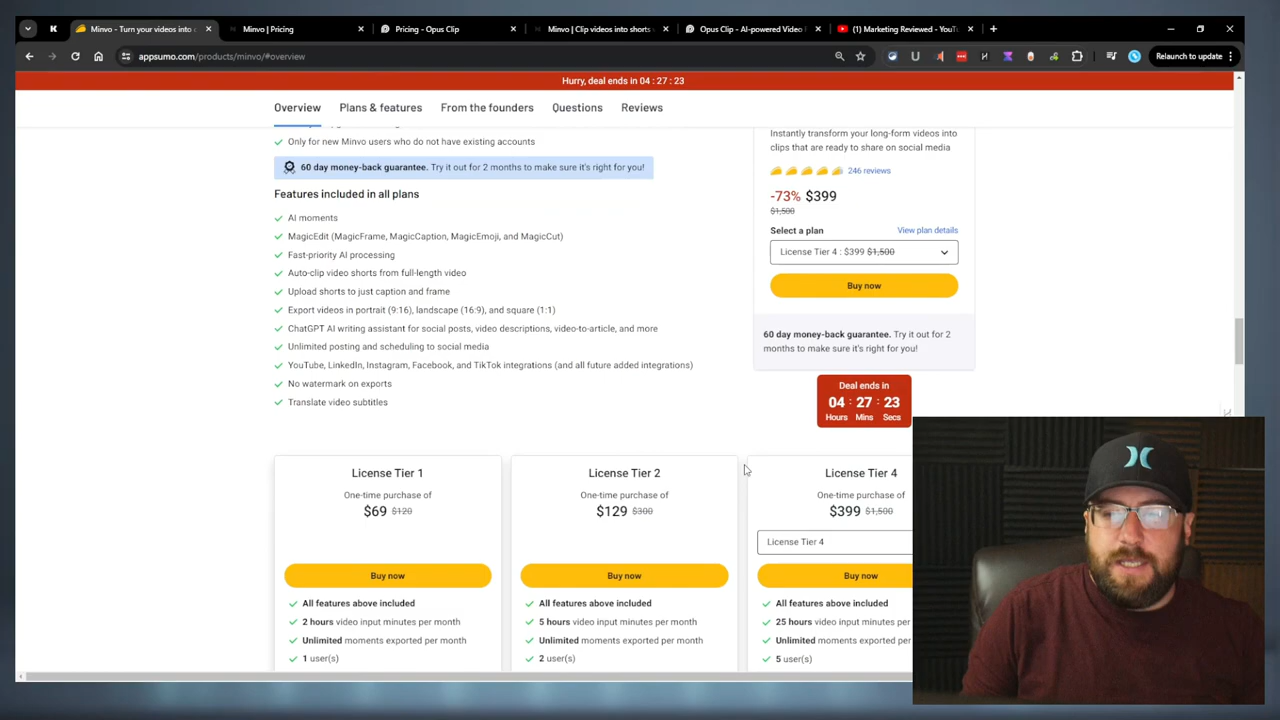 Minvo - Turn your videos into
Minvo | Pricing
Pricing - Opus Clip
Minvo | Clip videos into shorts
Opus Clip - AI-powered Video
(1) Marketing Reviewed - YouT
appsumo.com/products/minvo/#overview
Relaunch to update
Hurry, deal ends in 04 : 27 : 23
Overview
Plans & features
From the founders
Questions
Reviews
Only for new Minvo users who do not have existing accounts
60 day money-back guarantee. Try it out for 2 months to make sure it's right for you!
Features included in all plans
AI moments
MagicEdit (MagicFrame, MagicCaption, MagicEmoji, and MagicCut)
Fast-priority AI processing
Auto-clip video shorts from full-length video
Upload shorts to just caption and frame
Export videos in portrait (9:16), landscape (16:9), and square (1:1)
ChatGPT AI writing assistant for social posts, video descriptions, video-to-article, and more
Unlimited posting and scheduling to social media
YouTube, LinkedIn, Instagram, Facebook, and TikTok integrations (and all future added integrations)
No watermark on exports
Translate video subtitles
Instantly transform your long-form videos into
clips that are ready to share on social media
246 reviews
-73% $399
$1,500
Select a plan
View plan details
License Tier 4 : $399 $1,500
Buy now
60 day money-back guarantee. Try it out for 2
months to make sure it's right for you!
Deal ends in
04 : 27 : 23
Hours Mins Secs
License Tier 1
One-time purchase of
$69 $120
Buy now
All features above included
2 hours video input minutes per month
Unlimited moments exported per month
1 user(s)
License Tier 2
One-time purchase of
$129 $300
Buy now
All features above included
5 hours video input minutes per month
Unlimited moments exported per month
2 user(s)
License Tier 4
One-time purchase of
$399 $1,500
License Tier 4
Buy now
All features above included
25 hours video input minutes per
Unlimited moments exported per
5 user(s)